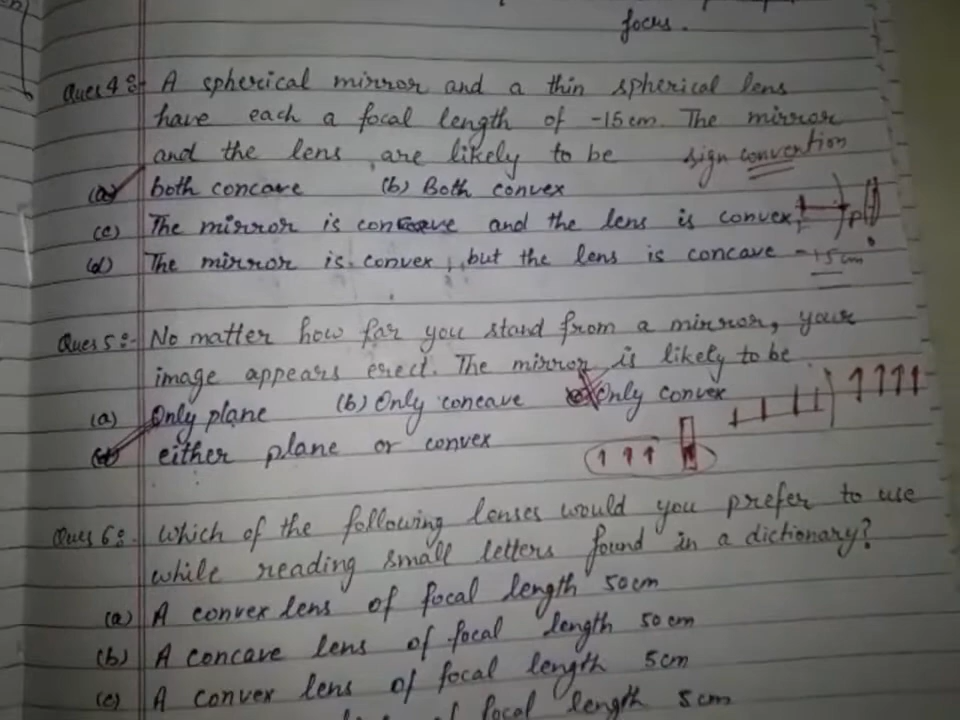 focus.
Ques 4:- A spherical mirror and a thin spherical lens
have each a focal length of -15 cm. The mirror
and the lens are likely to be sign convention
(a) both concave (b) Both convex
(c) The mirror is concave and the lens is convex
(d) The mirror is convex, but the lens is concave -15 cm
Ques 5:- No matter how far you stand from a mirror, your
image appears erect. The mirror is likely to be
(a) Only plane (b) Only concave (c) Only convex
(d) either plane or convex
Ques 6:- Which of the following lenses would you prefer to use
while reading small letters found in a dictionary?
(a) A convex lens of focal length 50 cm
(b) A concave lens of focal length 50 cm
(c) A convex lens of focal length 5 cm
of focal length 5 cm